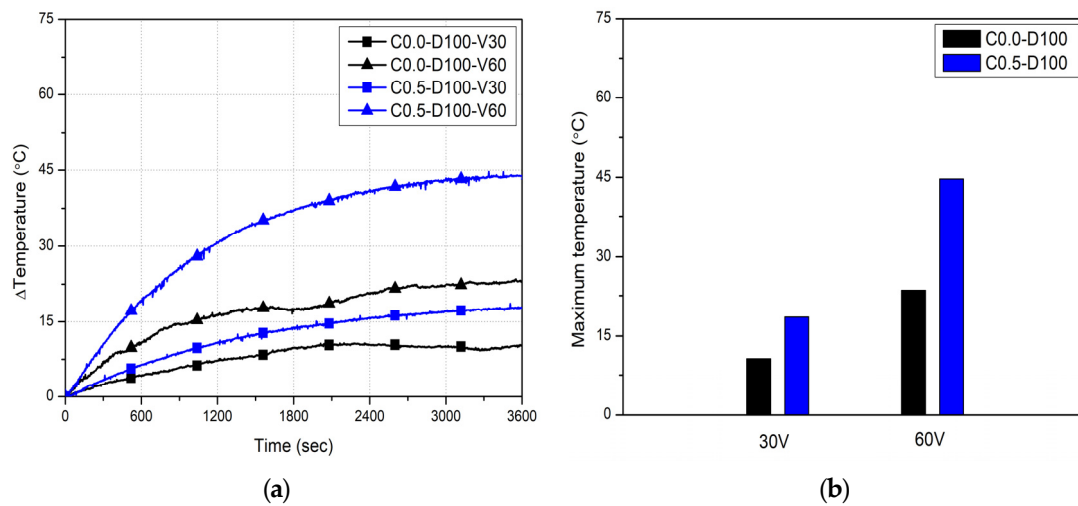 75
60
45
30
15
0
ΔTemperature (°C)
C0.0-D100-V30
C0.0-D100-V60
C0.5-D100-V30
C0.5-D100-V60
0 600 1200 1800 2400 3000 3600
Time (sec)
(a)
75
60
45
30
15
0
Maximum temperature (°C)
C0.0-D100
C0.5-D100
30V 60V
(b)